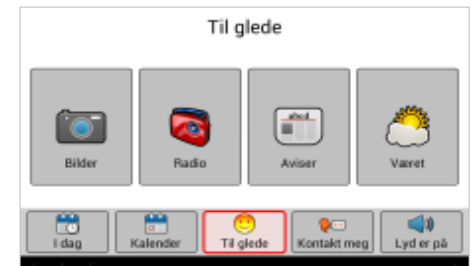 Til glede
Bilder
Radio
Aviser
Været
I dag
Kalender
Til glede
Kontakt meg
Lyd er på